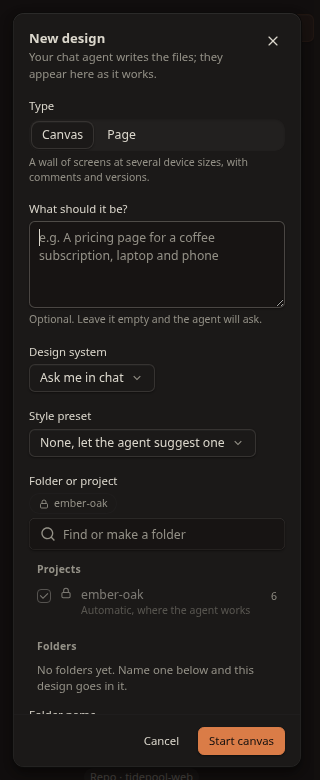 New design
Your chat agent writes the files; they
appear here as it works.
Type
Canvas Page
A wall of screens at several device sizes, with
comments and versions.
What should it be?
e.g. A pricing page for a coffee
subscription, laptop and phone
Optional. Leave it empty and the agent will ask.
Design system
Ask me in chat
Style preset
None, let the agent suggest one
Folder or project
ember-oak
Find or make a folder
Projects
ember-oak 6
Automatic, where the agent works
Folders
No folders yet. Name one below and this
design goes in it.
Folder name
Cancel Start canvas
Repo · tidepool-web